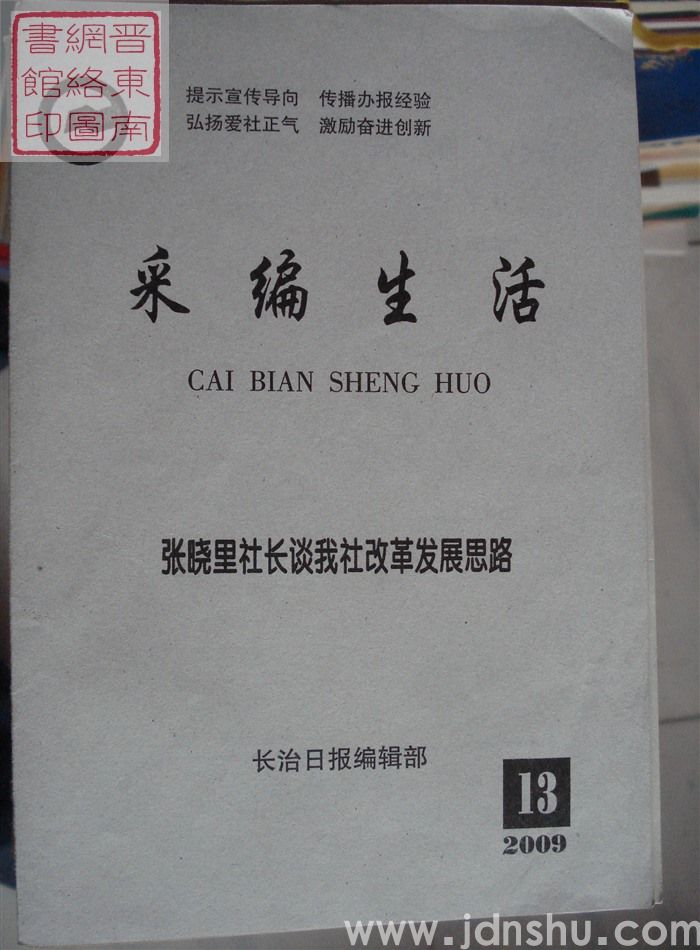 晋东南
網络圖
書館印
提示宣传导向 传播办报经验
弘扬爱社正气 激励奋进创新
采编生活
CAI BIAN SHENG HUO
张晓里社长谈我社改革发展思路
长治日报编辑部
13
2009
www.jdnshu.com